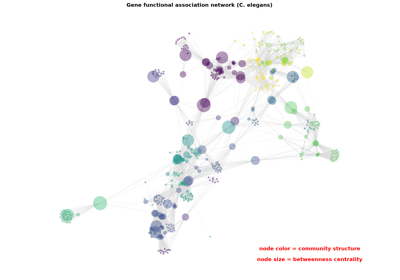 Gene functional association network (C. elegans)
node color = community structure
node size = betweenness centrality